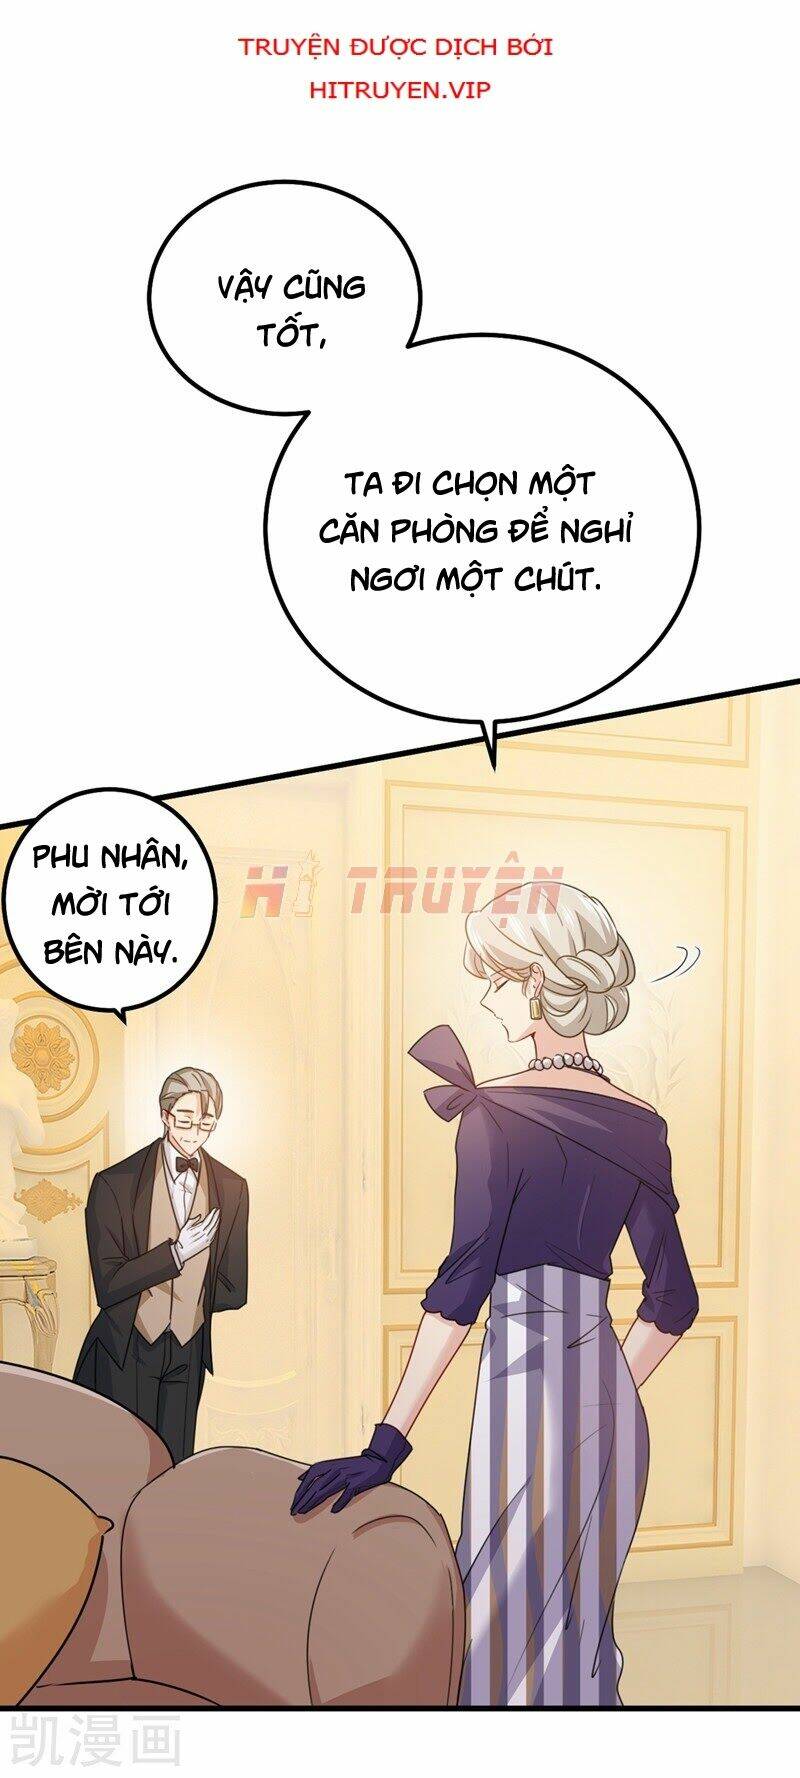 TRUYỆN ĐƯỢC DỊCH BỞI
HITRUYEN.VIP
VẬY CŨNG
TỐT,
TA ĐI CHỌN MỘT
CĂN PHÒNG ĐỂ NGHỈ
NGƠI MỘT CHÚT.
PHU NHÂN,
MỜI TỚI
BÊN NÀY.
HI TRUYỆN
凯漫画